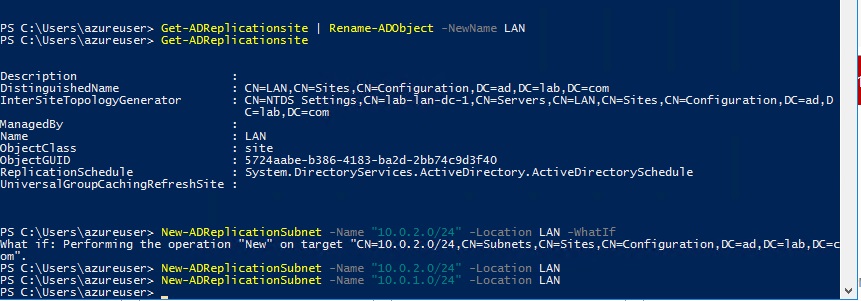 PS C:\Users\azureuser> Get-ADReplicationsite | Rename-ADObject -NewName LAN
PS C:\Users\azureuser> Get-ADReplicationsite
Description :
DistinguishedName : CN=LAN,CN=Sites,CN=Configuration,DC=ad,DC=lab,DC=com
InterSiteTopologyGenerator : CN=NTDS Settings,CN=lab-lan-dc-1,CN=Servers,CN=LAN,CN=Sites,CN=Configuration,DC=ad,D
C=lab,DC=com
ManagedBy :
Name : LAN
ObjectClass : site
ObjectGUID : 5724aabe-b386-4183-ba2d-2bb74c9d3f40
ReplicationSchedule : System.DirectoryServices.ActiveDirectory.ActiveDirectorySchedule
UniversalGroupCachingRefreshSite :
PS C:\Users\azureuser> New-ADReplicationSubnet -Name "10.0.2.0/24" -Location LAN -WhatIf
What if: Performing the operation "New" on target "CN=10.0.2.0/24,CN=Subnets,CN=Sites,CN=Configuration,DC=ad,DC=lab,DC=c
om".
PS C:\Users\azureuser> New-ADReplicationSubnet -Name "10.0.2.0/24" -Location LAN
PS C:\Users\azureuser> New-ADReplicationSubnet -Name "10.0.1.0/24" -Location LAN
PS C:\Users\azureuser>